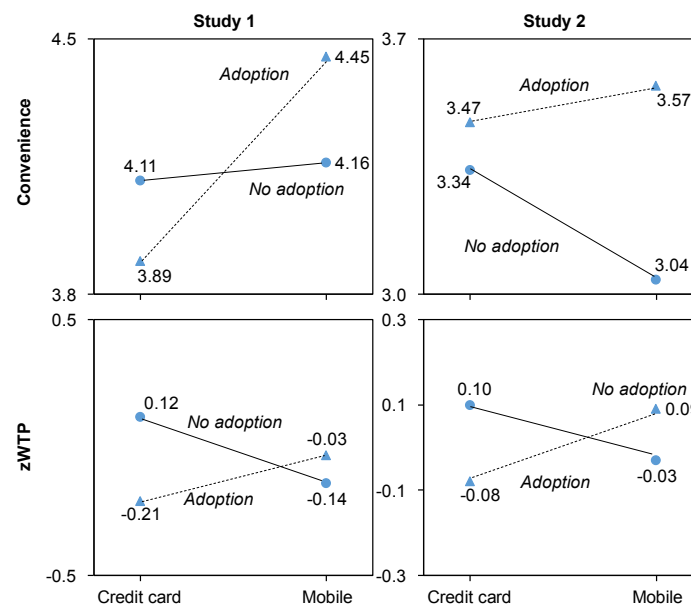 Study 1
Study 2
Convenience
4.5
Adoption
4.45
4.11
4.16
No adoption
3.89
3.8
3.7
3.47
Adoption
3.57
3.34
No adoption
3.04
3.0
zWTP
0.5
0.12
No adoption
-0.03
-0.21
Adoption
-0.14
-0.5
0.3
0.1
-0.1
-0.3
0.10
No adoption
-0.08
Adoption
-0.03
Credit card
Mobile
Credit card
Mobile